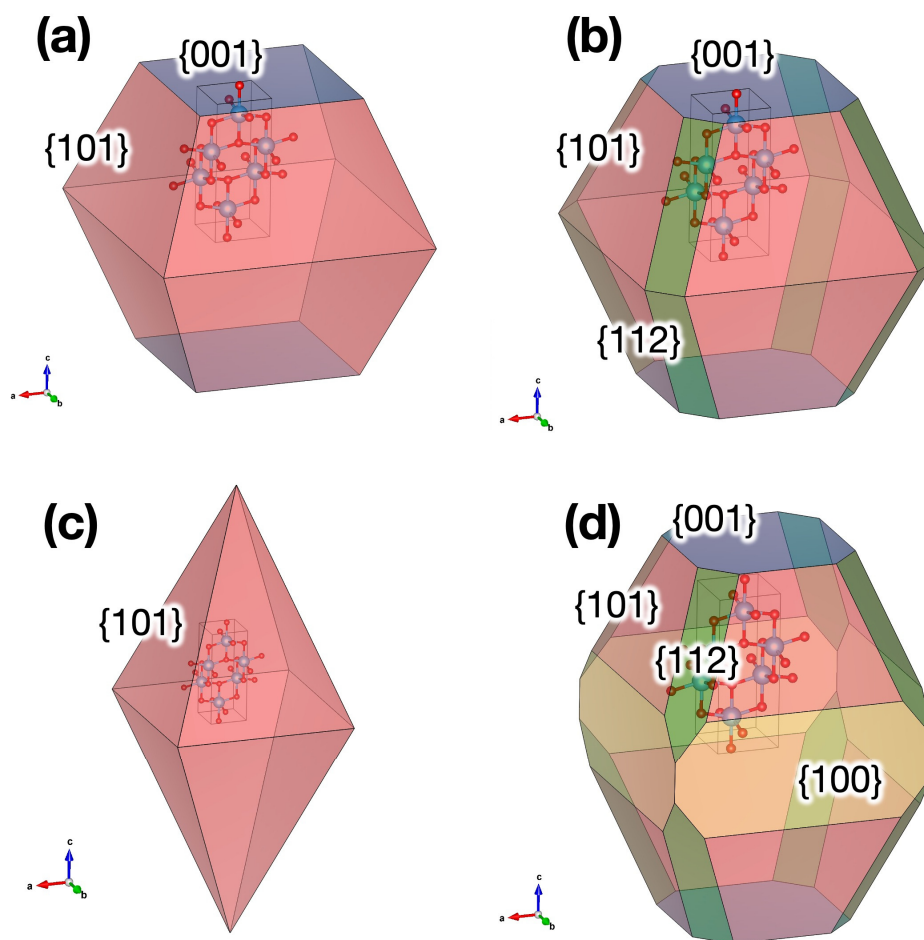 (a)
{001}
{101}
c
a
b
(b)
{001}
{101}
{112}
c
a
b
(c)
{101}
c
a
b
(d)
{001}
{101}
{112}
{100}
c
a
b